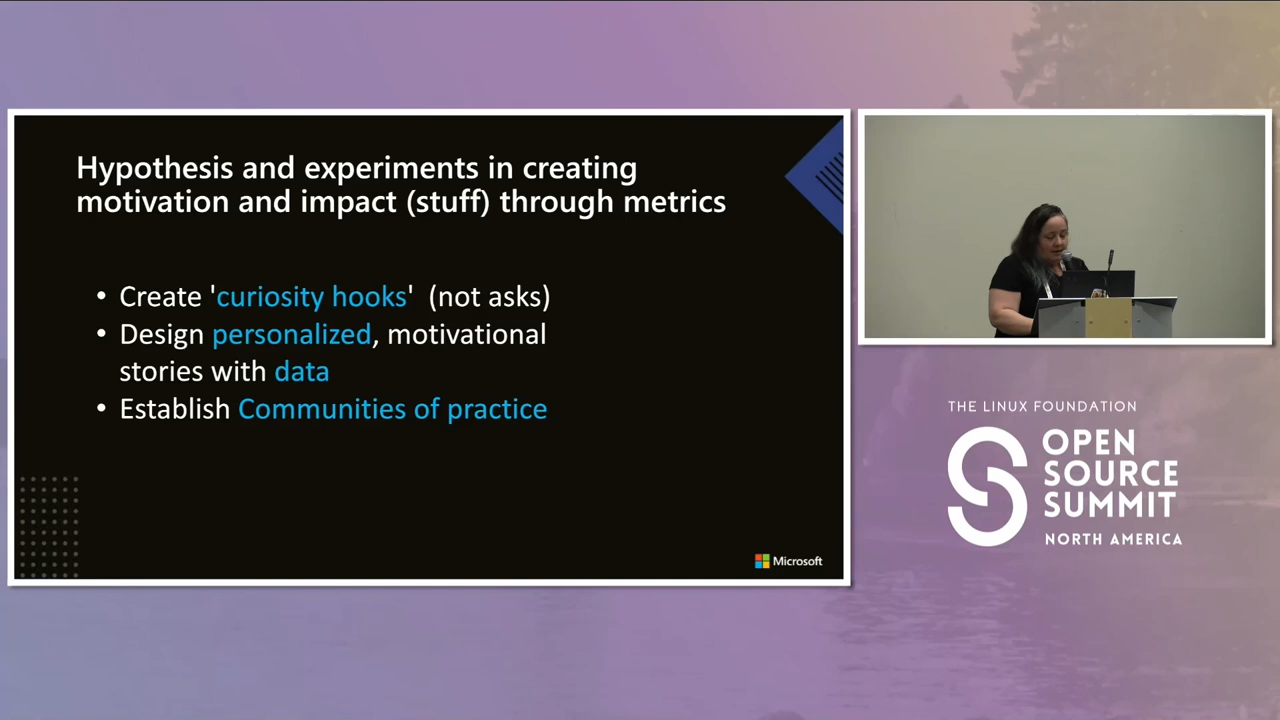 Hypothesis and experiments in creating
motivation and impact (stuff) through metrics
• Create 'curiosity hooks' (not asks)
• Design personalized, motivational
stories with data
• Establish Communities of practice
Microsoft
THE LINUX FOUNDATION
OPEN
SOURCE
SUMMIT
NORTH AMERICA